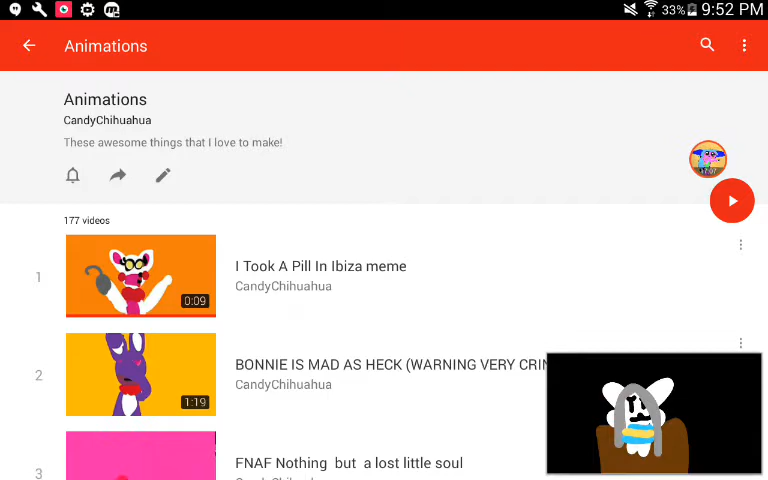 33% 9:52 PM
Animations
Animations
CandyChihuahua
These awesome things that I love to make!
177 videos
1
0:09
I Took A Pill In Ibiza meme
CandyChihuahua
2
1:19
BONNIE IS MAD AS HECK (WARNING VERY CRIN
CandyChihuahua
3
FNAF Nothing but a lost little soul